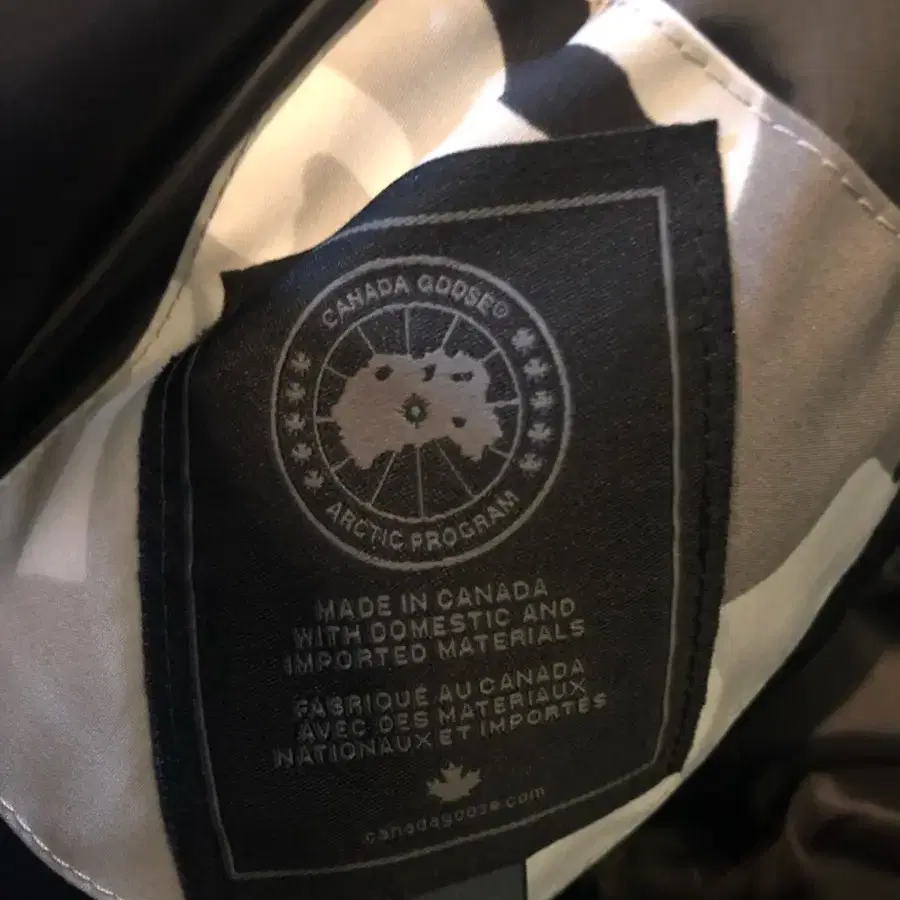 CANADA GOOSE®
ARCTIC PROGRAM
MADE IN CANADA
WITH DOMESTIC AND
IMPORTED MATERIALS
FABRIQUÉ AU CANADA
AVEC DES MATERIAUX
NATIONAUX ET IMPORTÉS
canadagoose.com